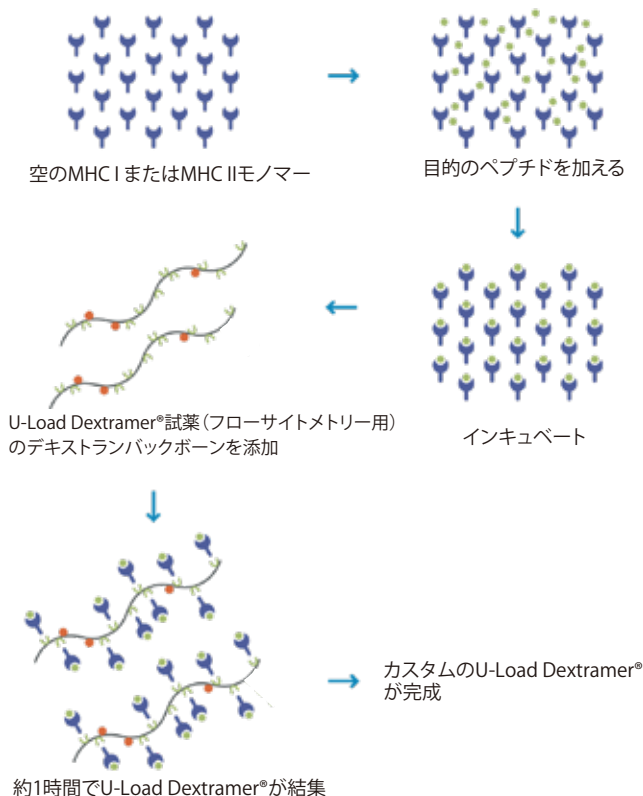 空のMHC I またはMHC IIモノマー
目的のペプチドを加える
インキュベート
U-Load Dextramer®試薬（フローサイトメトリー用）
のデキストランバックボーンを添加
約1時間でU-Load Dextramer®が結集
カスタムのU-Load Dextramer®
が完成